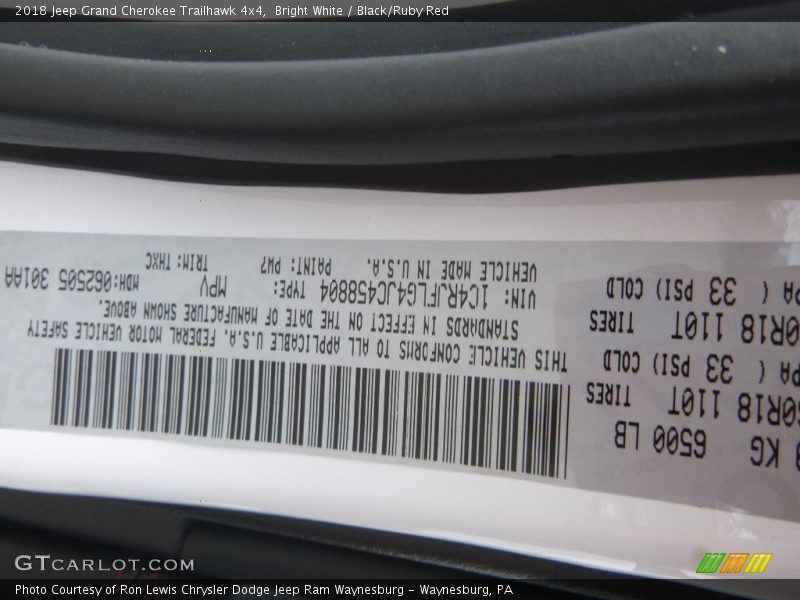 2018 Jeep Grand Cherokee Trailhawk 4x4, Bright White / Black/Ruby Red
KG 6500 LB
60R18 110T TIRES
PA ( 33 PSI) COLD
60R18 110T TIRES
PA ( 33 PSI) COLD
THIS VEHICLE CONFORMS TO ALL APPLICABLE U.S.A. FEDERAL MOTOR VEHICLE SAFETY
STANDARDS IN EFFECT ON THE DATE OF MANUFACTURE SHOWN ABOVE.
VIN: 1C4RJFLG4JC458804 TYPE: MPV MDH:062505 301AA
VEHICLE MADE IN U.S.A. PAINT: PW7 TRIM: THXC
GTCARLOT.COM
Photo Courtesy of Ron Lewis Chrysler Dodge Jeep Ram Waynesburg - Waynesburg, PA